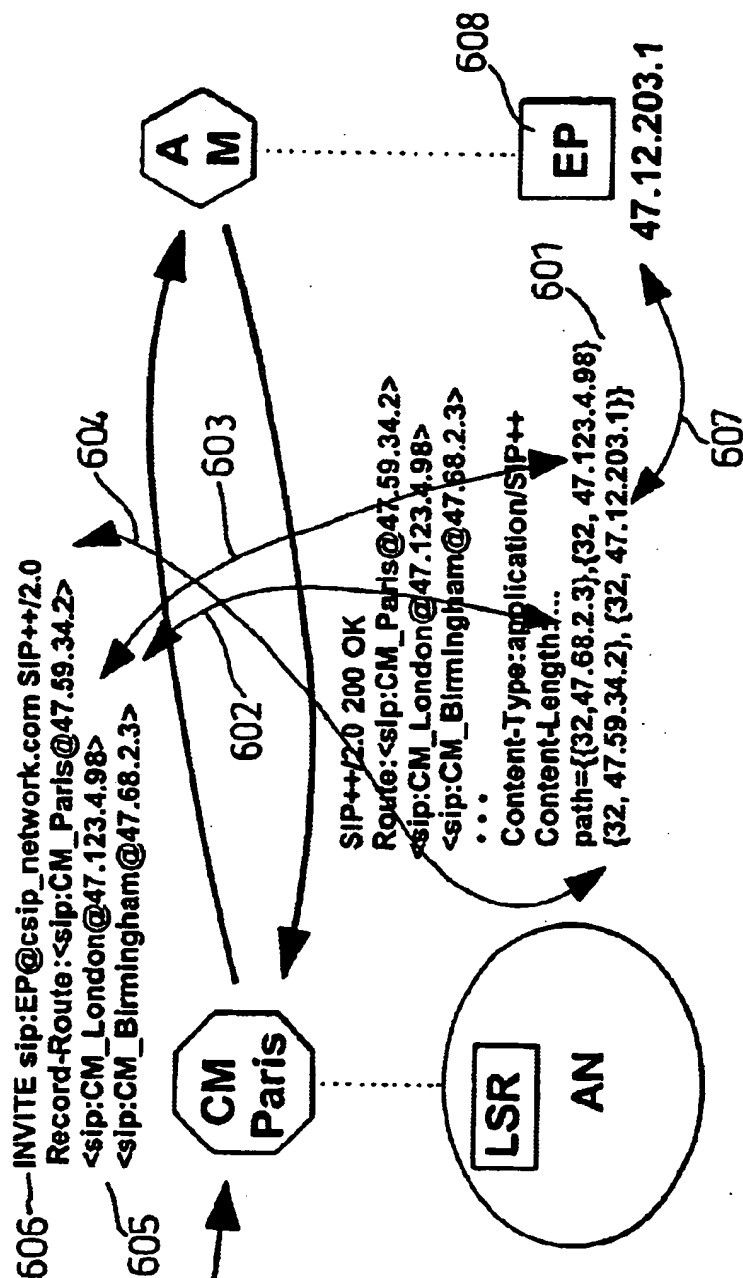 606
INVITE sip:EP@csip_network.com SIP++/2.0
Record-Route:<sip:CM_Paris@47.59.34.2>
<sip:CM_London@47.123.4.98>
<sip:CM_Birmingham@47.68.2.3>
605
604
603
602
CM
Paris
A
M
LSR
AN
SIP++/2.0 200 OK
Route:<sip:CM_Paris@47.59.34.2>
<sip:CM_London@47.123.4.98>
<sip:CM_Birmingham@47.68.2.3>
...
Content-Type:application/SIP++
Content-Length:...
path={{32,47.68.2.3},{32, 47.123.4.98}
{32, 47.59.34.2}, {32, 47.12.203.1}}
601
607
608
EP
47.12.203.1